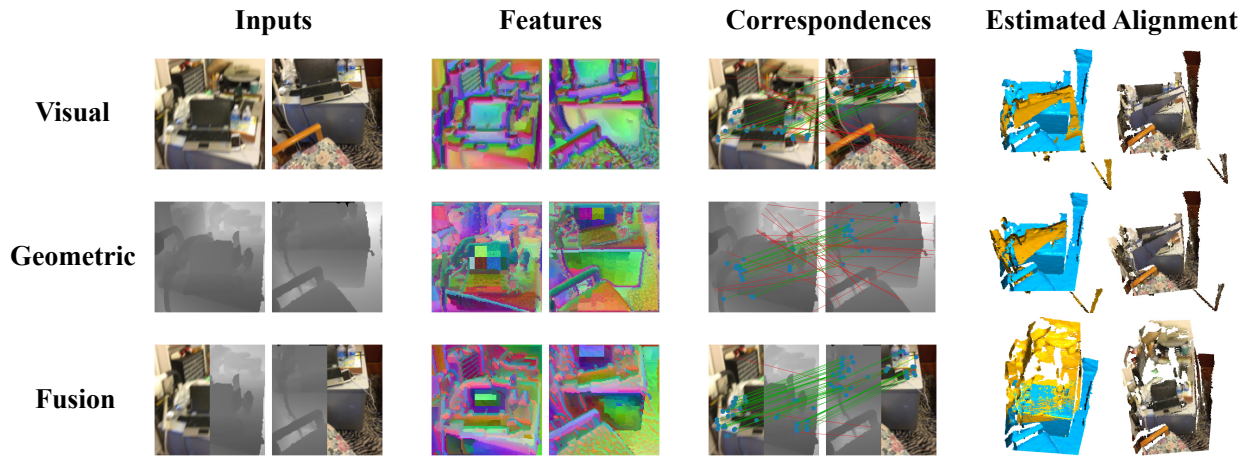 Inputs Features Correspondences Estimated Alignment
Visual
Geometric
Fusion